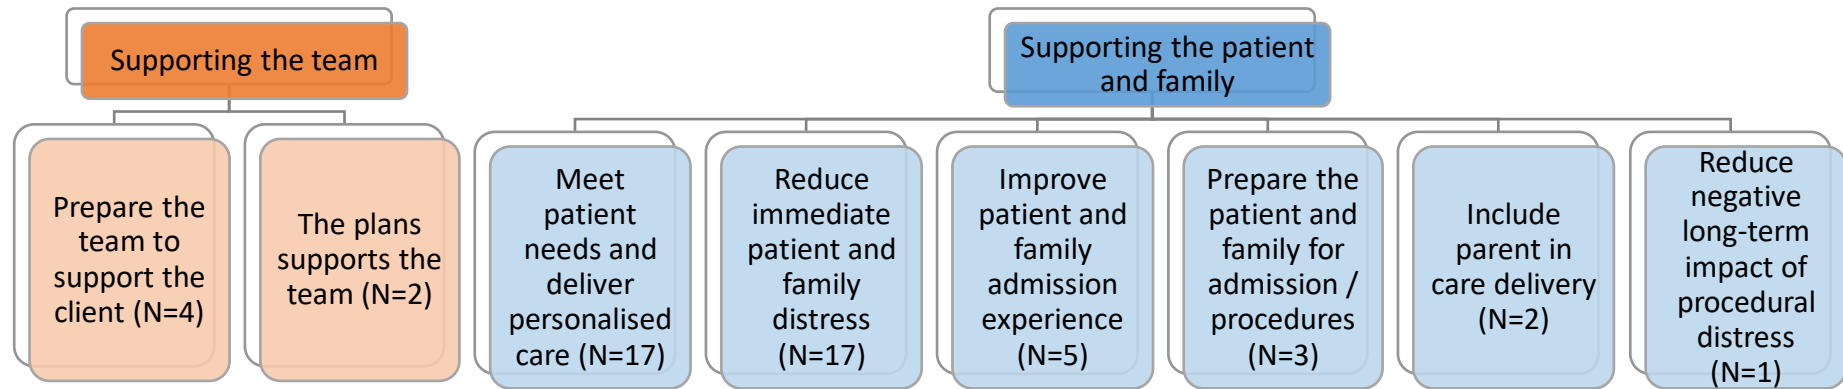 Supporting the team
Supporting the patient
and family
Prepare the
team to
support the
client (N=4)
The plans
supports the
team (N=2)
Meet
patient
needs and
deliver
personalised
care (N=17)
Reduce
immediate
patient and
family
distress
(N=17)
Improve
patient and
family
admission
experience
(N=5)
Prepare the
patient and
family for
admission /
procedures
(N=3)
Include
parent in
care delivery
(N=2)
Reduce
negative
long-term
impact of
procedural
distress
(N=1)